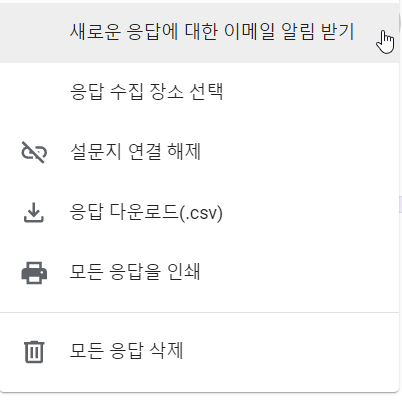 새로운 응답에 대한 이메일 알림 받기
응답 수집 장소 선택
설문지 연결 해제
응답 다운로드(.csv)
모든 응답을 인쇄
모든 응답 삭제